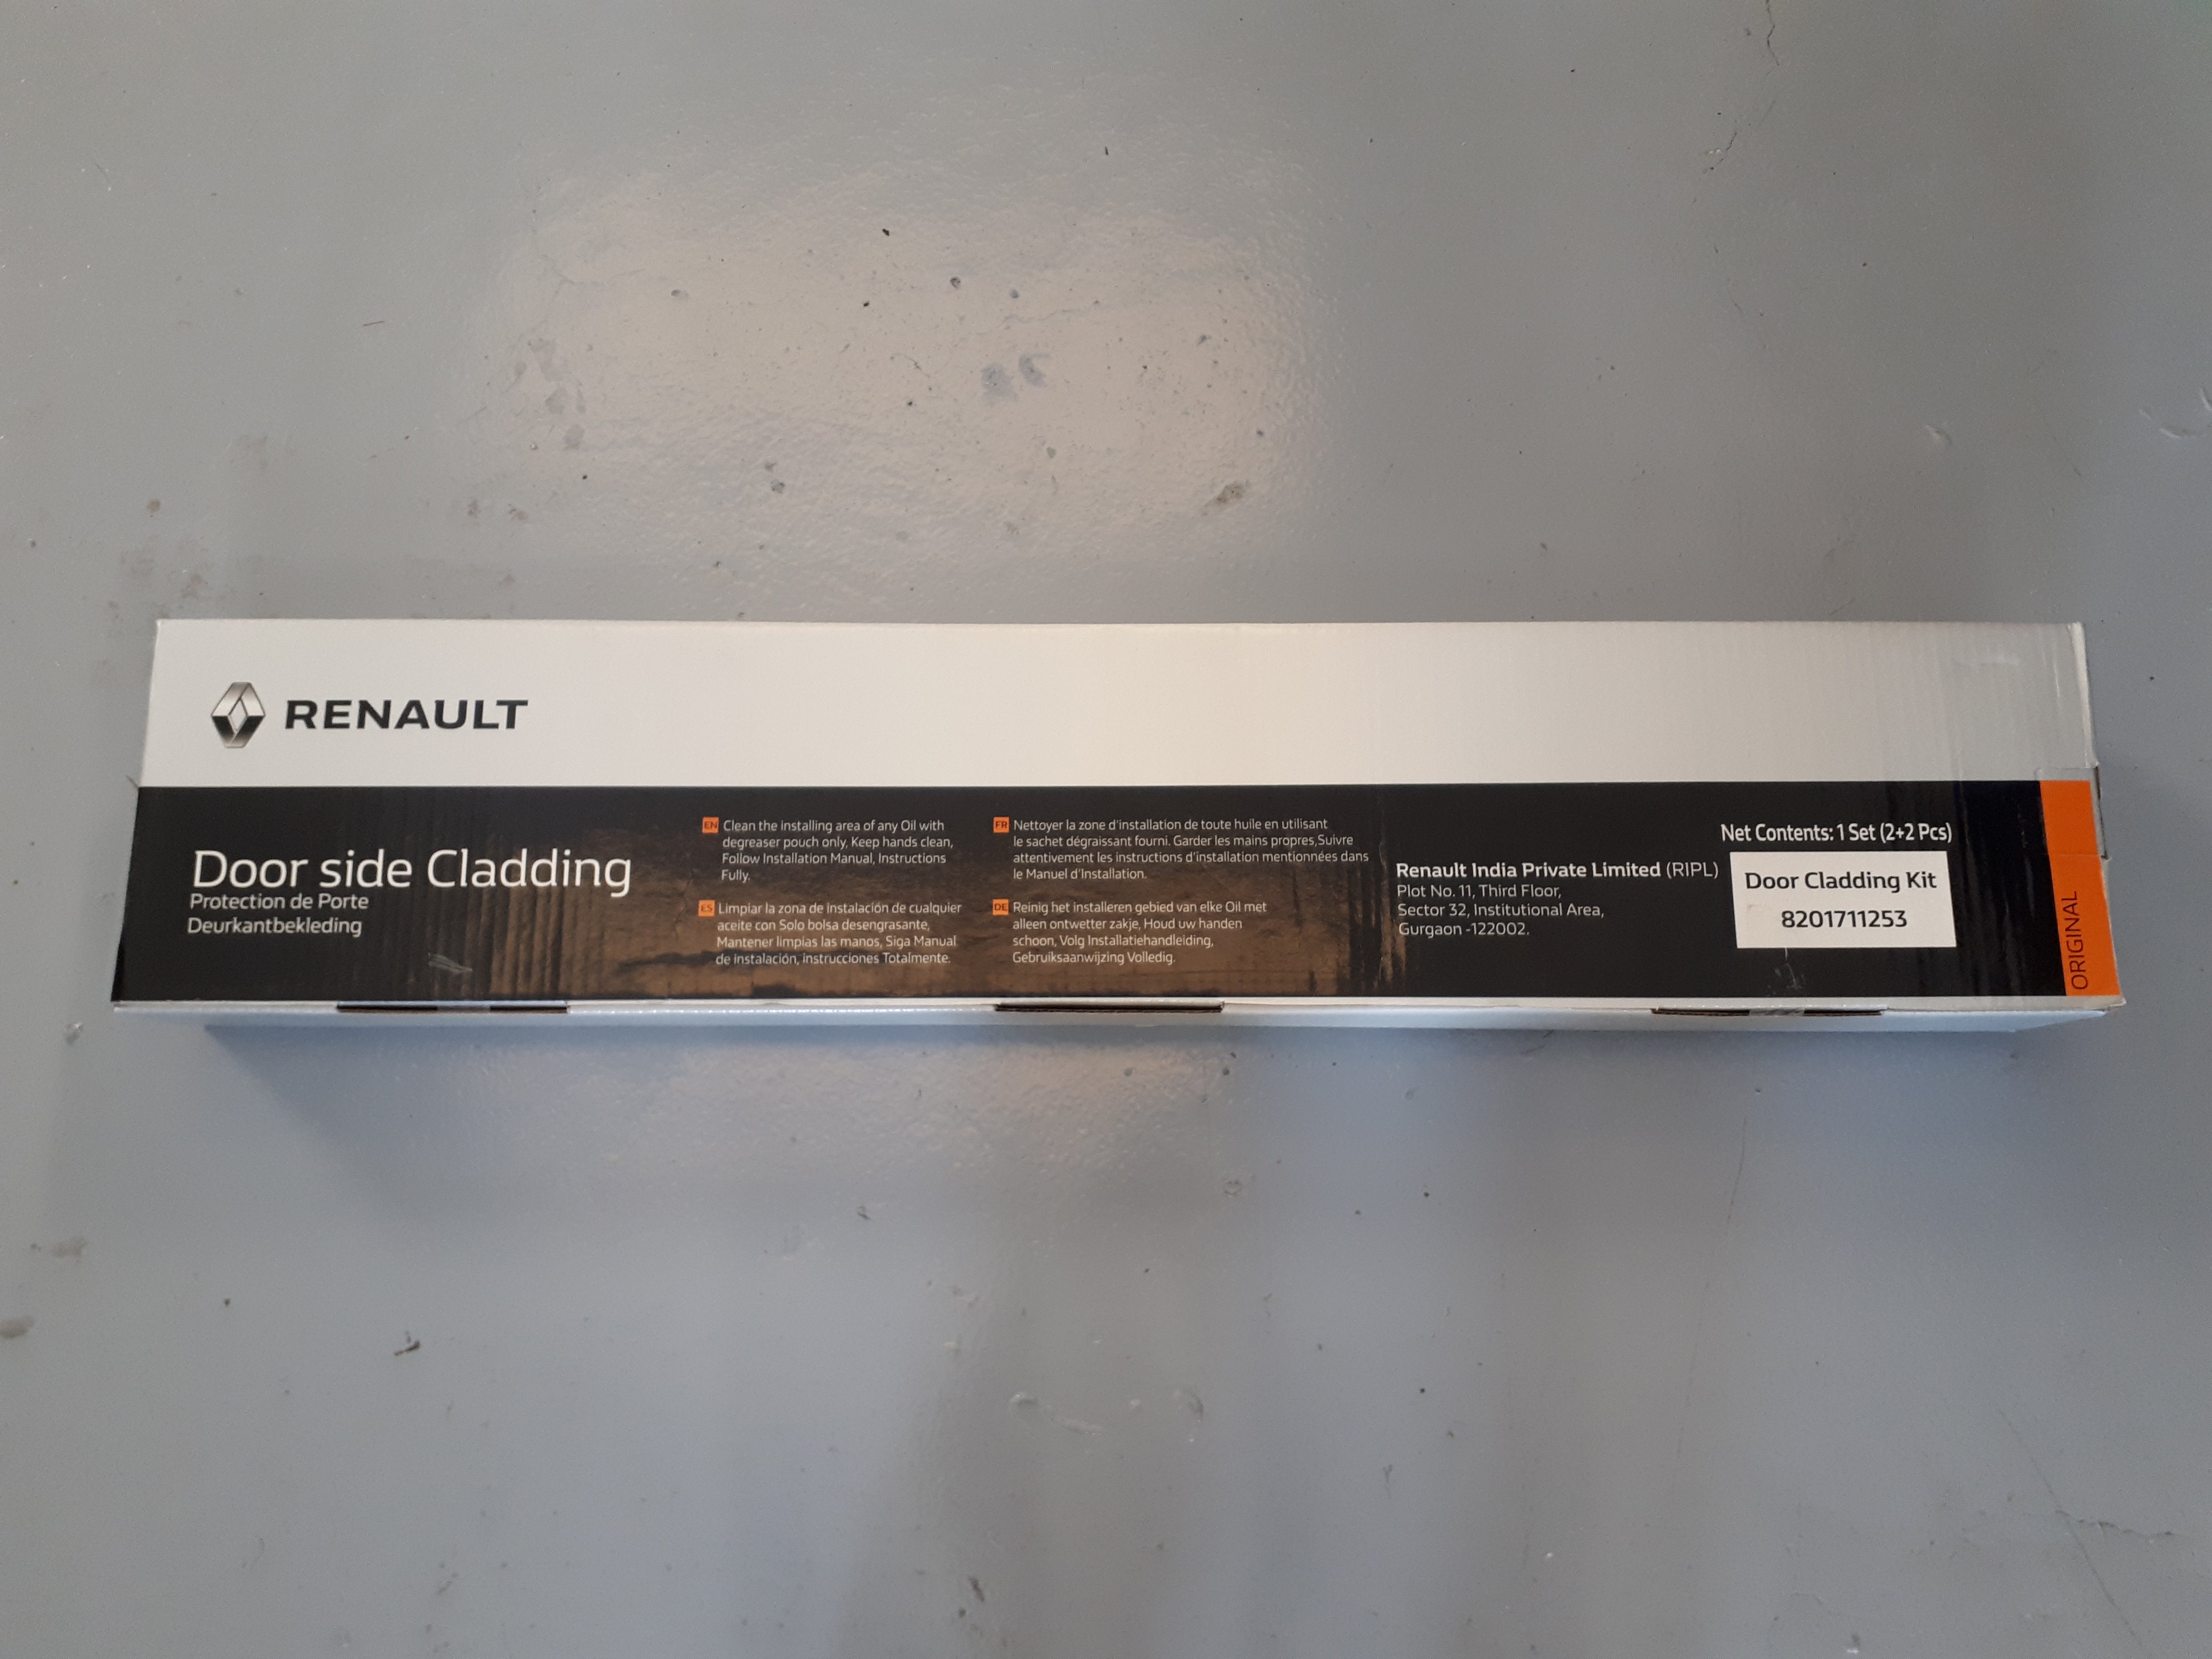 RENAULT
Door side Cladding
Protection de Porte
Deurkantbekleding
EN Clean the installing area of any Oil with
degreaser pouch only, Keep hands clean,
Follow Installation Manual, Instructions
Fully.
ES Limpiar la zona de instalación de cualquier
aceite con Solo bolsa desengrasante,
Mantener limpias las manos, Siga Manual
de instalación, instrucciones Totalmente.
FR Nettoyer la zone d'installation de toute huile en utilisant
le sachet dégraissant fourni. Garder les mains propres,Suivre
attentivement les instructions d'installation mentionnées dans
le Manuel d'Installation.
DE Reinig het installeren gebied van elke Oil met
alleen ontwetter zakje, Houd uw handen
schoon, Volg Installatiehandleiding,
Gebruiksaanwijzing Volledig.
Renault India Private Limited (RIPL)
Plot No. 11, Third Floor,
Sector 32, Institutional Area,
Gurgaon -122002.
Net Contents: 1 Set (2+2 Pcs)
Door Cladding Kit
8201711253
ORIGINAL